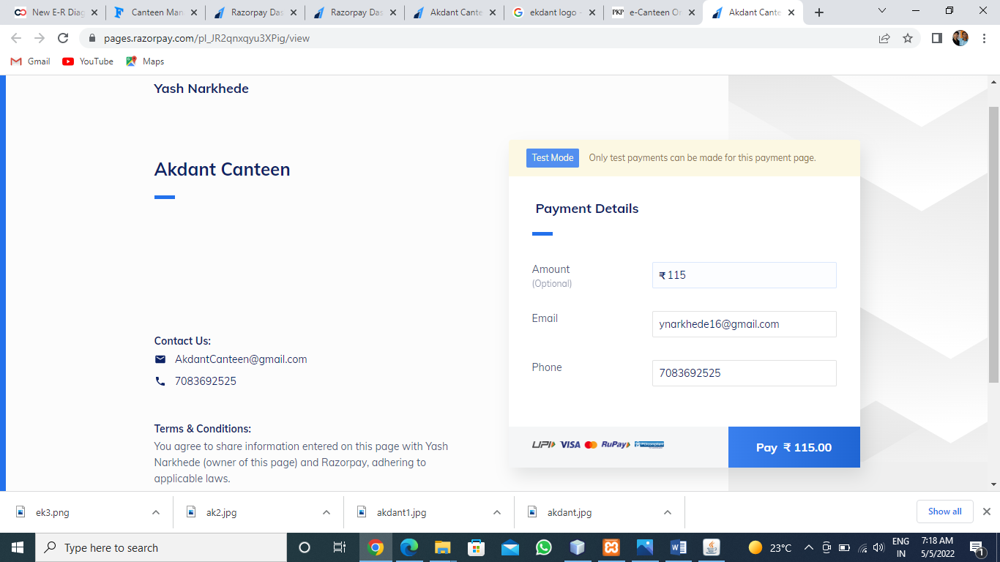 New E-R Diag
Canteen Man
Razorpay Das
Razorpay Das
Akdant Cante
ekdant logo -
PKP
e-Canteen On
Akdant Cante
pages.razorpay.com/pl_JR2qnxqyu3XPig/view
Gmail
YouTube
Maps
Yash Narkhede
Akdant Canteen
Contact Us:
AkdantCanteen@gmail.com
7083692525
Terms & Conditions:
You agree to share information entered on this page with Yash
Narkhede (owner of this page) and Razorpay, adhering to
applicable laws.
Test Mode
Only test payments can be made for this payment page.
Payment Details
Amount
(Optional)
₹ 115
Email
ynarkhede16@gmail.com
Phone
7083692525
UPI VISA RuPay
Pay ₹ 115.00
ek3.png
ak2.jpg
akdant1.jpg
akdant.jpg
Show all
Type here to search
23°C
ENG
IN
7:18 AM
5/5/2022
1